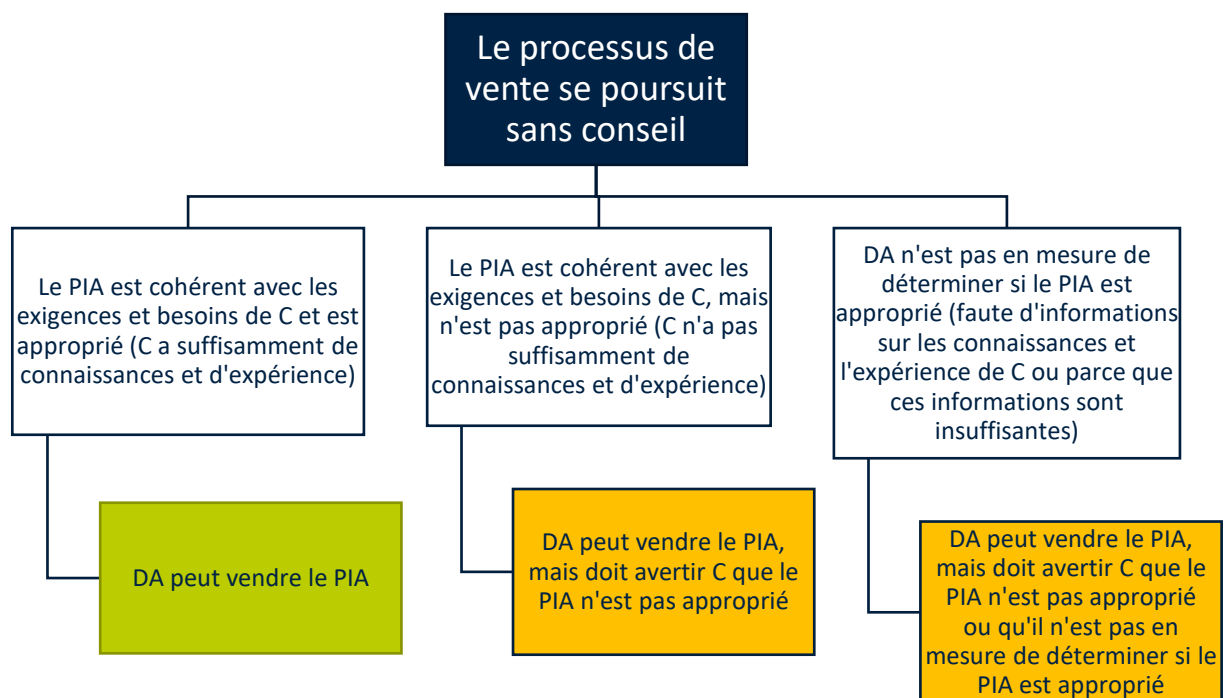 Le processus de
vente se poursuit
sans conseil
Le PIA est cohérent avec les
exigences et besoins de C et est
approprié (C a suffisamment de
connaissances et d'expérience)
Le PIA est cohérent avec les
exigences et besoins de C, mais
n'est pas approprié (C n'a pas
suffisamment de
connaissances et d'expérience)
DA n'est pas en mesure de
déterminer si le PIA est
approprié (faute d'informations
sur les connaissances et
l'expérience de C ou parce que
ces informations sont
insuffisantes)
DA peut vendre le PIA
DA peut vendre le PIA,
mais doit avertir C que le
PIA n'est pas approprié
DA peut vendre le PIA,
mais doit avertir C que le
PIA n'est pas approprié
ou qu'il n'est pas en
mesure de déterminer si le
PIA est approprié